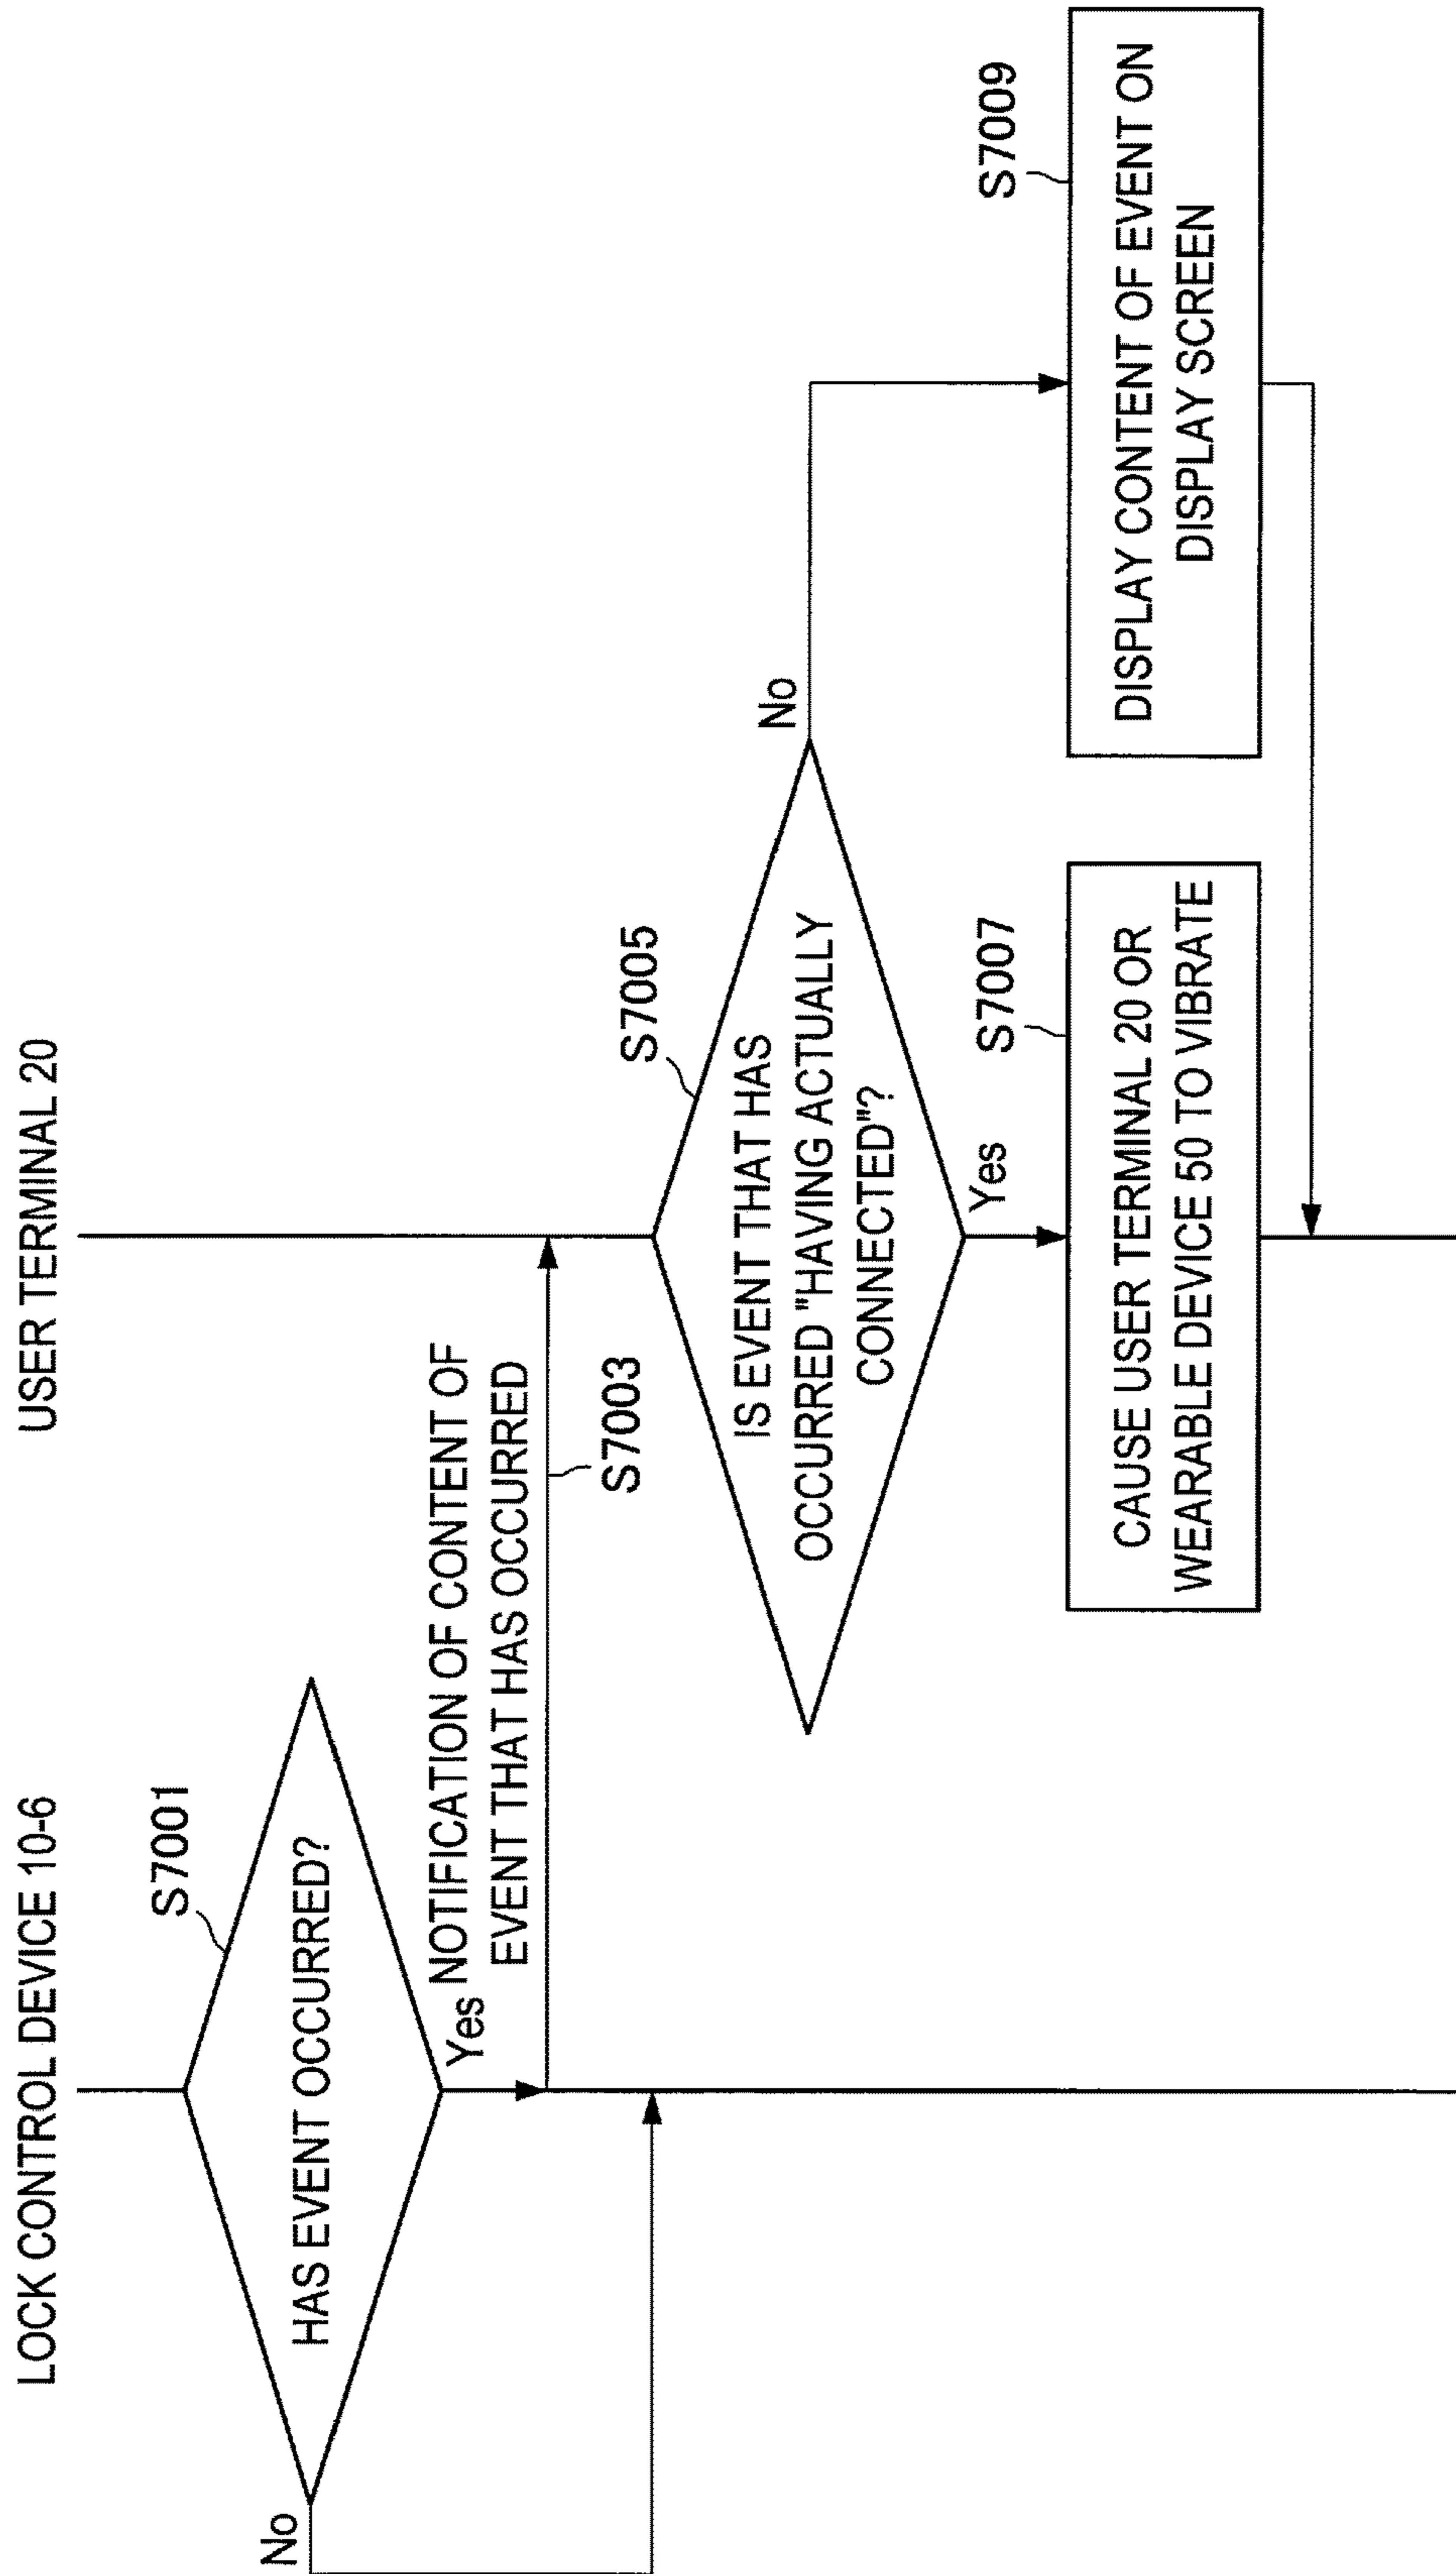 LOCK CONTROL DEVICE 10-6
USER TERMINAL 20
S7001
HAS EVENT OCCURRED?
No
Yes
NOTIFICATION OF CONTENT OF
EVENT THAT HAS OCCURRED
S7003
S7005
IS EVENT THAT HAS
OCCURRED "HAVING ACTUALLY
CONNECTED"?
No
Yes
S7007
CAUSE USER TERMINAL 20 OR
WEARABLE DEVICE 50 TO VIBRATE
S7009
DISPLAY CONTENT OF EVENT ON
DISPLAY SCREEN